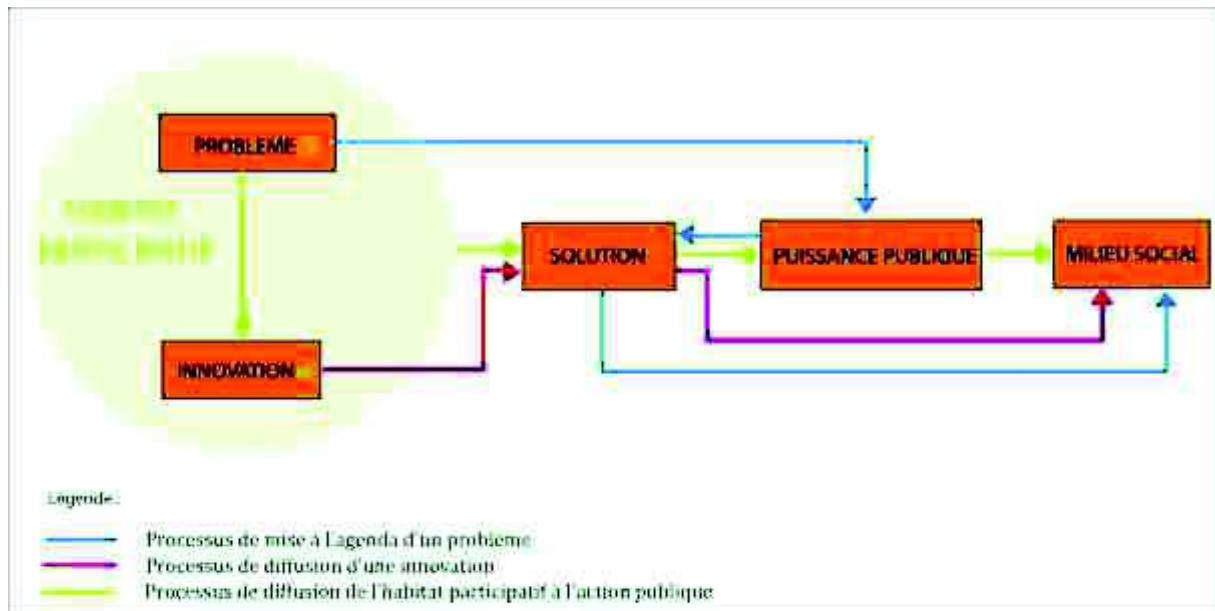 PROBLEME
SOLUTION
PUISSANCE PUBLIQUE
MILIEU SOCIAL
INNOVATION
Légende :
Processus de mise à l'agenda d'un problème
Processus de diffusion d'une innovation
Processus de diffusion de l'habitat participatif à l'action publique